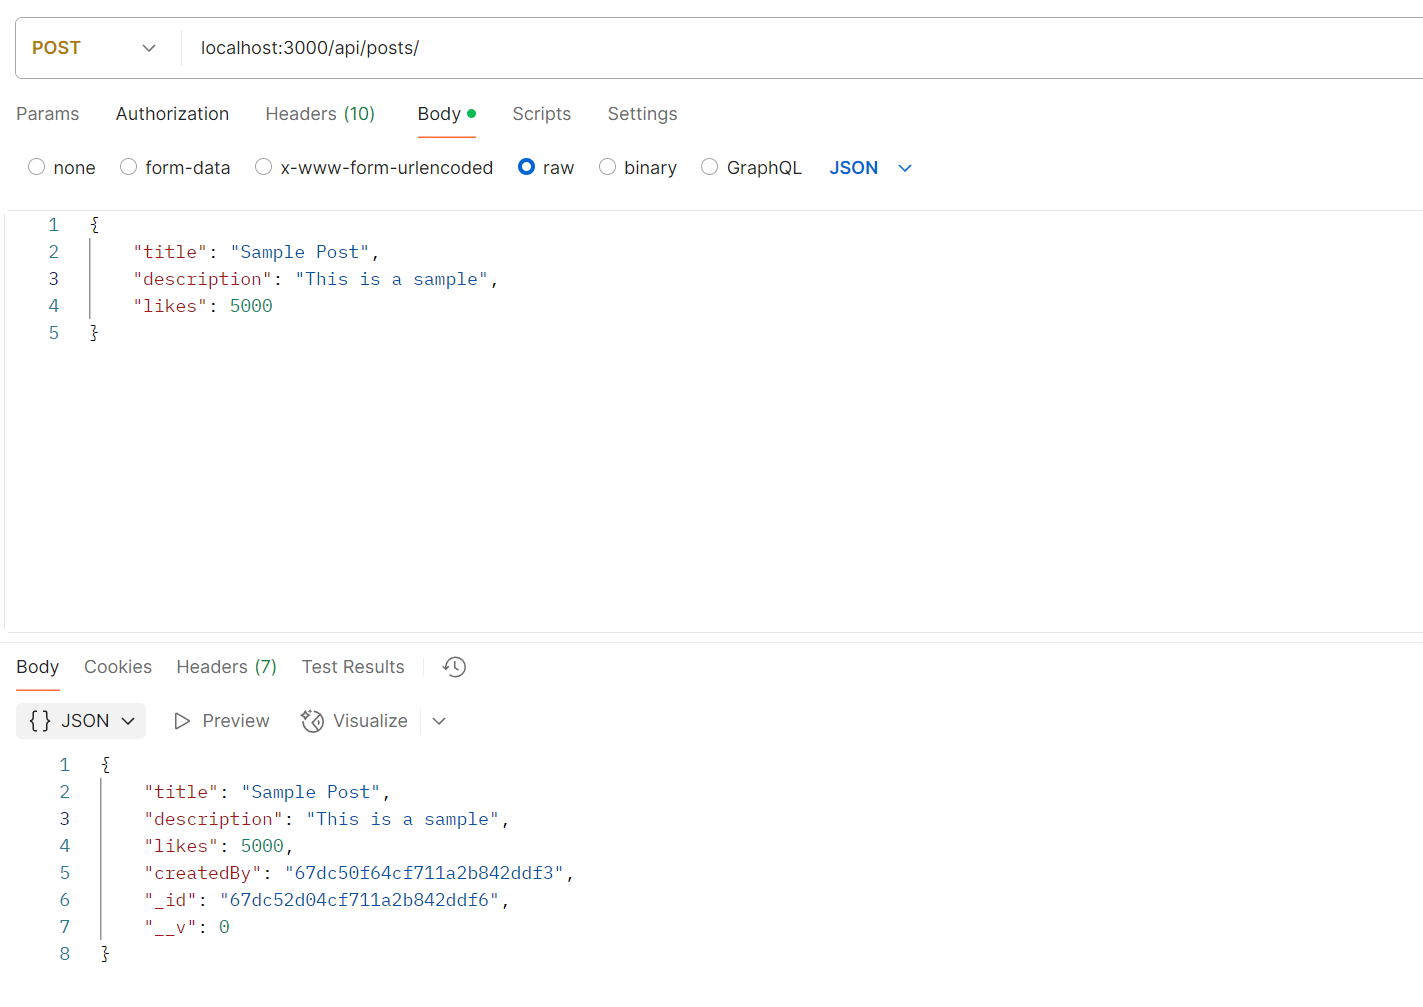 POST localhost:3000/api/posts/
Params Authorization Headers (10) Body Scripts Settings
none form-data x-www-form-urlencoded raw binary GraphQL JSON
1 {
2 "title": "Sample Post",
3 "description": "This is a sample",
4 "likes": 5000
5 }
Body Cookies Headers (7) Test Results
{} JSON Preview Visualize
1 {
2 "title": "Sample Post",
3 "description": "This is a sample",
4 "likes": 5000,
5 "createdBy": "67dc50f64cf711a2b842ddf3",
6 "_id": "67dc52d04cf711a2b842ddf6",
7 "__v": 0
8 }